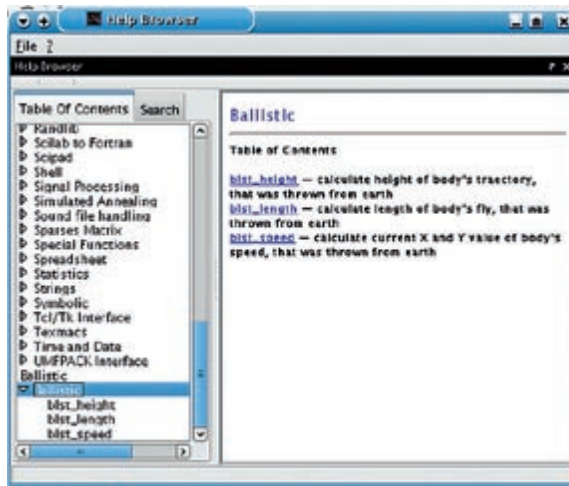 Help Browser
File ?
Help Browser
Table Of Contents Search
Randlib
Scilab to Fortran
Scipad
Shell
Signal Processing
Simulated Annealing
Sound file handling
Sparses Matrix
Special Functions
Spreadsheet
Statistics
Strings
Symbolic
Tcl/Tk Interface
Texmacs
Time and Date
UMFPACK Interface
Ballistic
Ballistic
blst_height
blst_length
blst_speed
Ballistic
Table of Contents
blst_height — calculate height of body's traectory,
that was thrown from earth
blst_length — calculate length of body's fly, that was
thrown from earth
blst_speed — calculate current X and Y value of body's
speed, that was thrown from earth